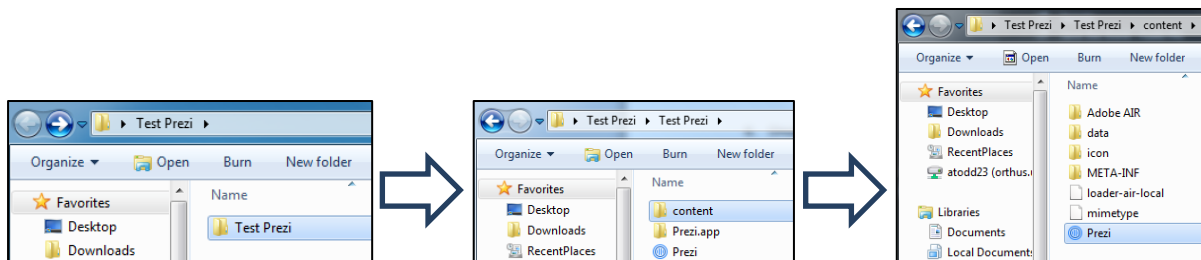 Test Prezi
Organize Open Burn New folder
Favorites
Desktop
Downloads
Name
Test Prezi
Test Prezi Test Prezi
Organize Open Burn New folder
Favorites
Desktop
Downloads
RecentPlaces
Name
content
Prezi.app
Prezi
Test Prezi Test Prezi content
Organize Open Burn New folder
Favorites
Desktop
Downloads
RecentPlaces
atodd23 (orthus.
Libraries
Documents
Local Documents
Name
Adobe AIR
data
icon
META-INF
loader-air-local
mimetype
Prezi